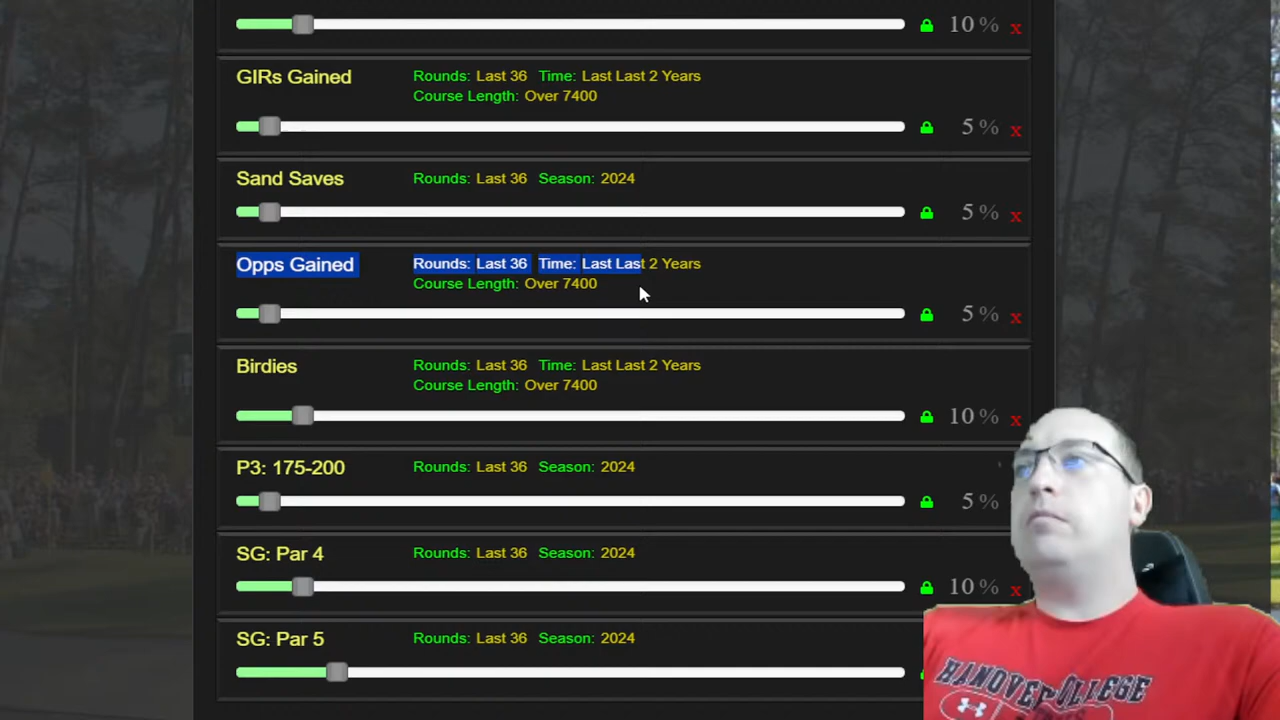 10 %
x
GIRs Gained Rounds: Last 36 Time: Last Last 2 Years
Course Length: Over 7400
5 %
x
Sand Saves Rounds: Last 36 Season: 2024
5 %
x
Opps Gained Rounds: Last 36 Time: Last Last 2 Years
Course Length: Over 7400
5 %
x
Birdies Rounds: Last 36 Time: Last Last 2 Years
Course Length: Over 7400
10 %
x
P3: 175-200 Rounds: Last 36 Season: 2024
5 %
SG: Par 4 Rounds: Last 36 Season: 2024
10 %
x
SG: Par 5 Rounds: Last 36 Season: 2024
HANOVER COLLEGE